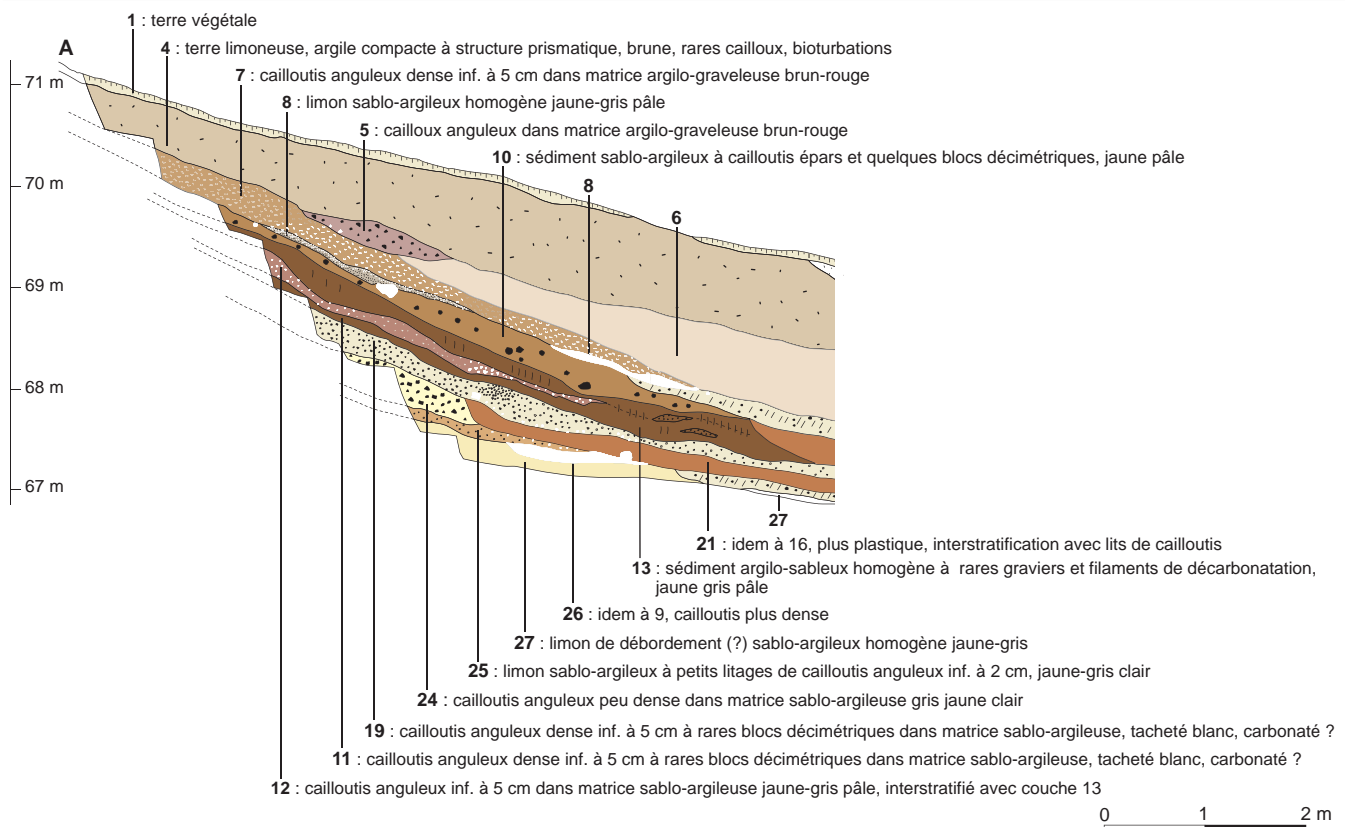 1 : terre végétale
A
4 : terre limoneuse, argile compacte à structure prismatique, brune, rares cailloux, bioturbations
7 : cailloutis anguleux dense inf. à 5 cm dans matrice argilo-graveleuse brun-rouge
71 m
8 : limon sablo-argileux homogène jaune-gris pâle
5 : cailloux anguleux dans matrice argilo-graveleuse brun-rouge
10 : sédiment sablo-argileux à cailloutis épars et quelques blocs décimétriques, jaune pâle
70 m
8
6
69 m
68 m
67 m
27
21 : idem à 16, plus plastique, interstratification avec lits de cailloutis
13 : sédiment argilo-sableux homogène à rares graviers et filaments de décarbonatation,
jaune gris pâle
26 : idem à 9, cailloutis plus dense
27 : limon de débordement (?) sablo-argileux homogène jaune-gris
25 : limon sablo-argileux à petits litages de cailloutis anguleux inf. à 2 cm, jaune-gris clair
24 : cailloutis anguleux peu dense dans matrice sablo-argileuse gris jaune clair
19 : cailloutis anguleux dense inf. à 5 cm à rares blocs décimétriques dans matrice sablo-argileuse, tacheté blanc, carbonaté ?
11 : cailloutis anguleux dense inf. à 5 cm à rares blocs décimétriques dans matrice sablo-argileuse, tacheté blanc, carbonaté ?
12 : cailloutis anguleux inf. à 5 cm dans matrice sablo-argileuse jaune-gris pâle, interstratifié avec couche 13
0 1 2 m